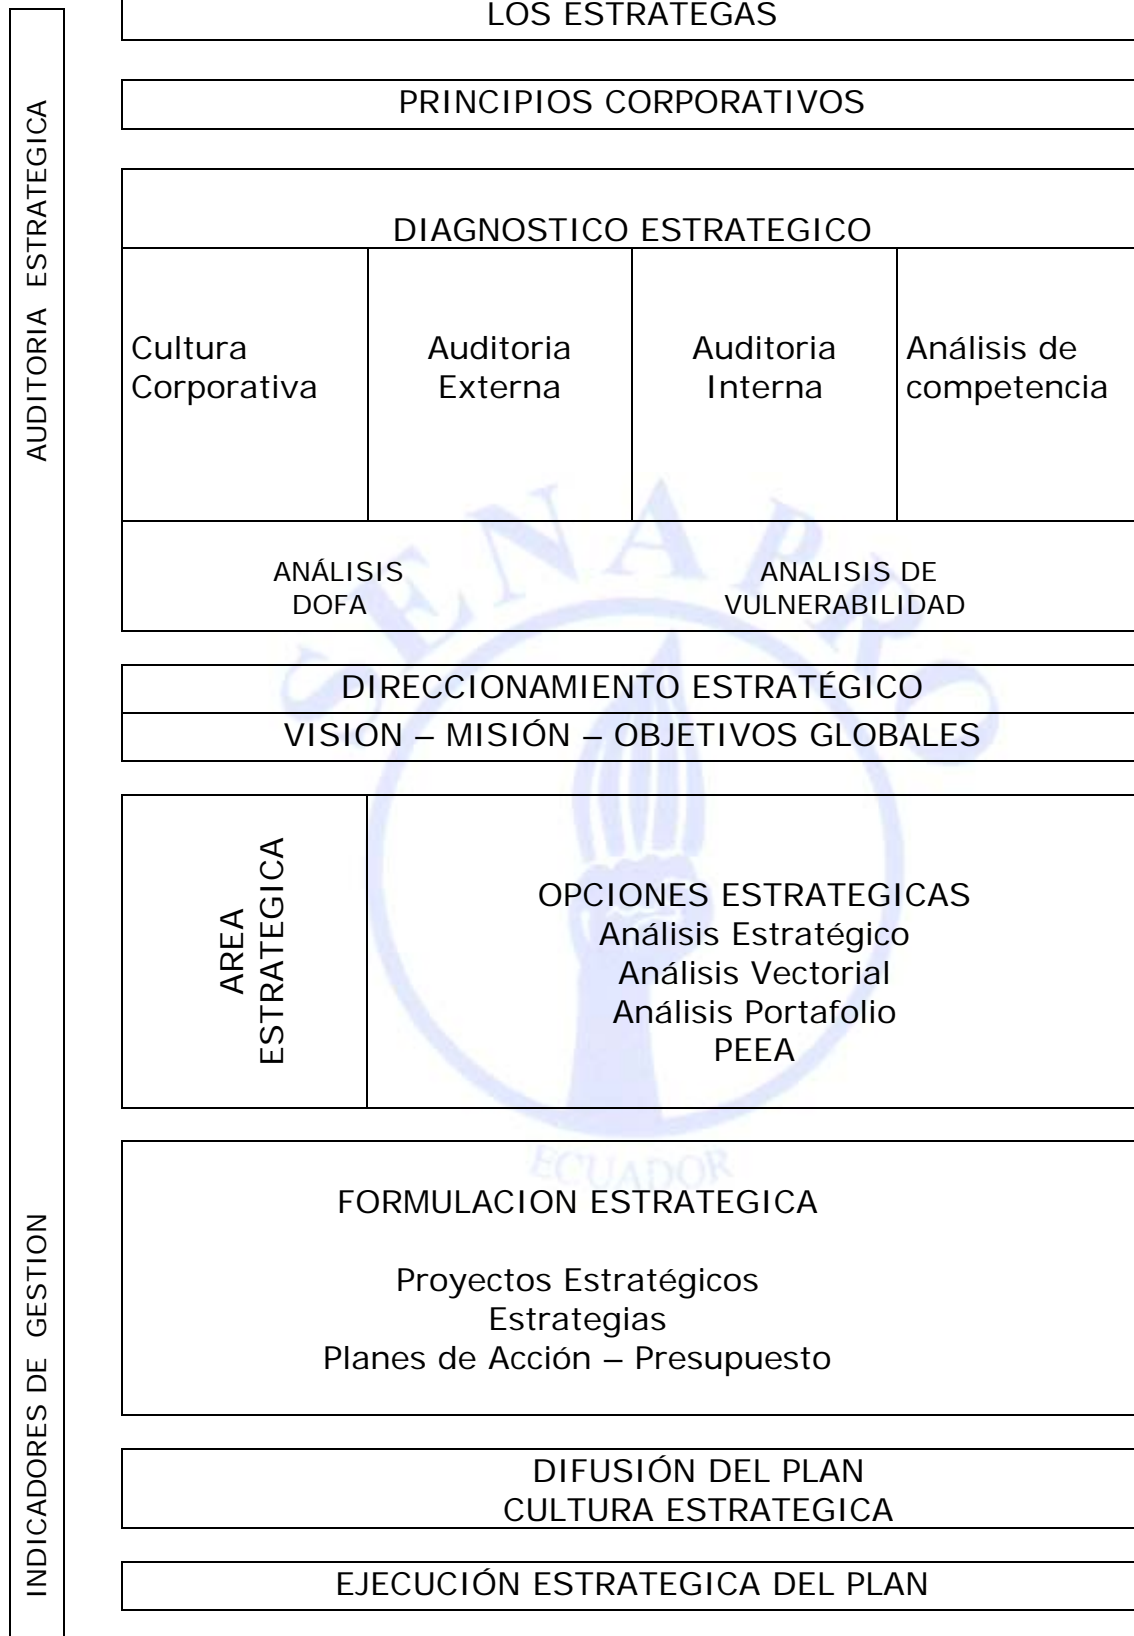 LOS ESTRATEGAS
PRINCIPIOS CORPORATIVOS
AUDITORIA ESTRATEGICA
DIAGNOSTICO ESTRATEGICO
Cultura
Corporativa
Auditoria
Externa
Auditoria
Interna
Análisis de
competencia
ANÁLISIS
DOFA
ANALISIS DE
VULNERABILIDAD
SENAPRO
DIRECCIONAMIENTO ESTRATÉGICO
VISION – MISIÓN – OBJETIVOS GLOBALES
AREA
ESTRATEGICA
OPCIONES ESTRATEGICAS
Análisis Estratégico
Análisis Vectorial
Análisis Portafolio
PEEA
ECUADOR
FORMULACION ESTRATEGICA
Proyectos Estratégicos
Estrategias
Planes de Acción – Presupuesto
INDICADORES DE GESTION
DIFUSIÓN DEL PLAN
CULTURA ESTRATEGICA
EJECUCIÓN ESTRATEGICA DEL PLAN